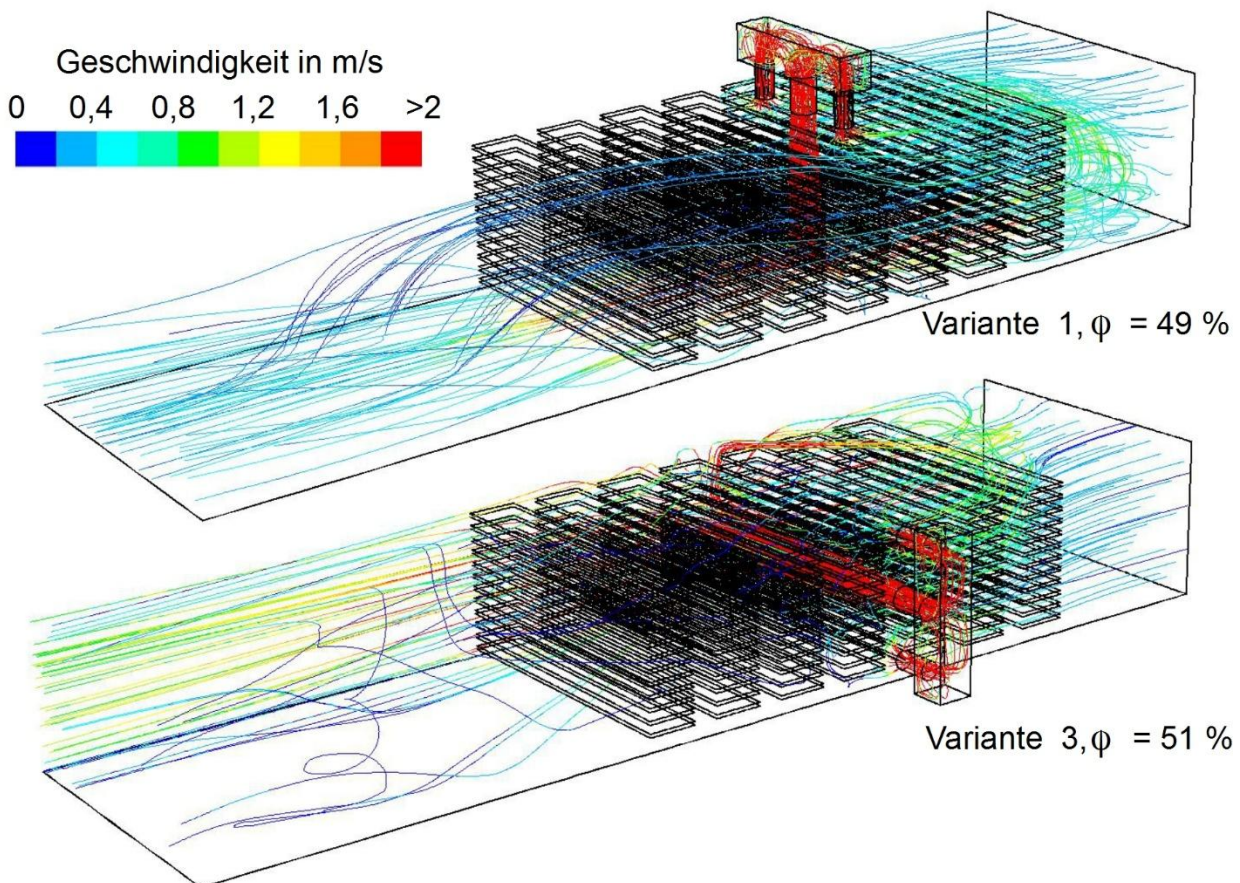 Geschwindigkeit in m/s
0 0,4 0,8 1,2 1,6 >2
Variante 1, φ = 49 %
Variante 3, φ = 51 %